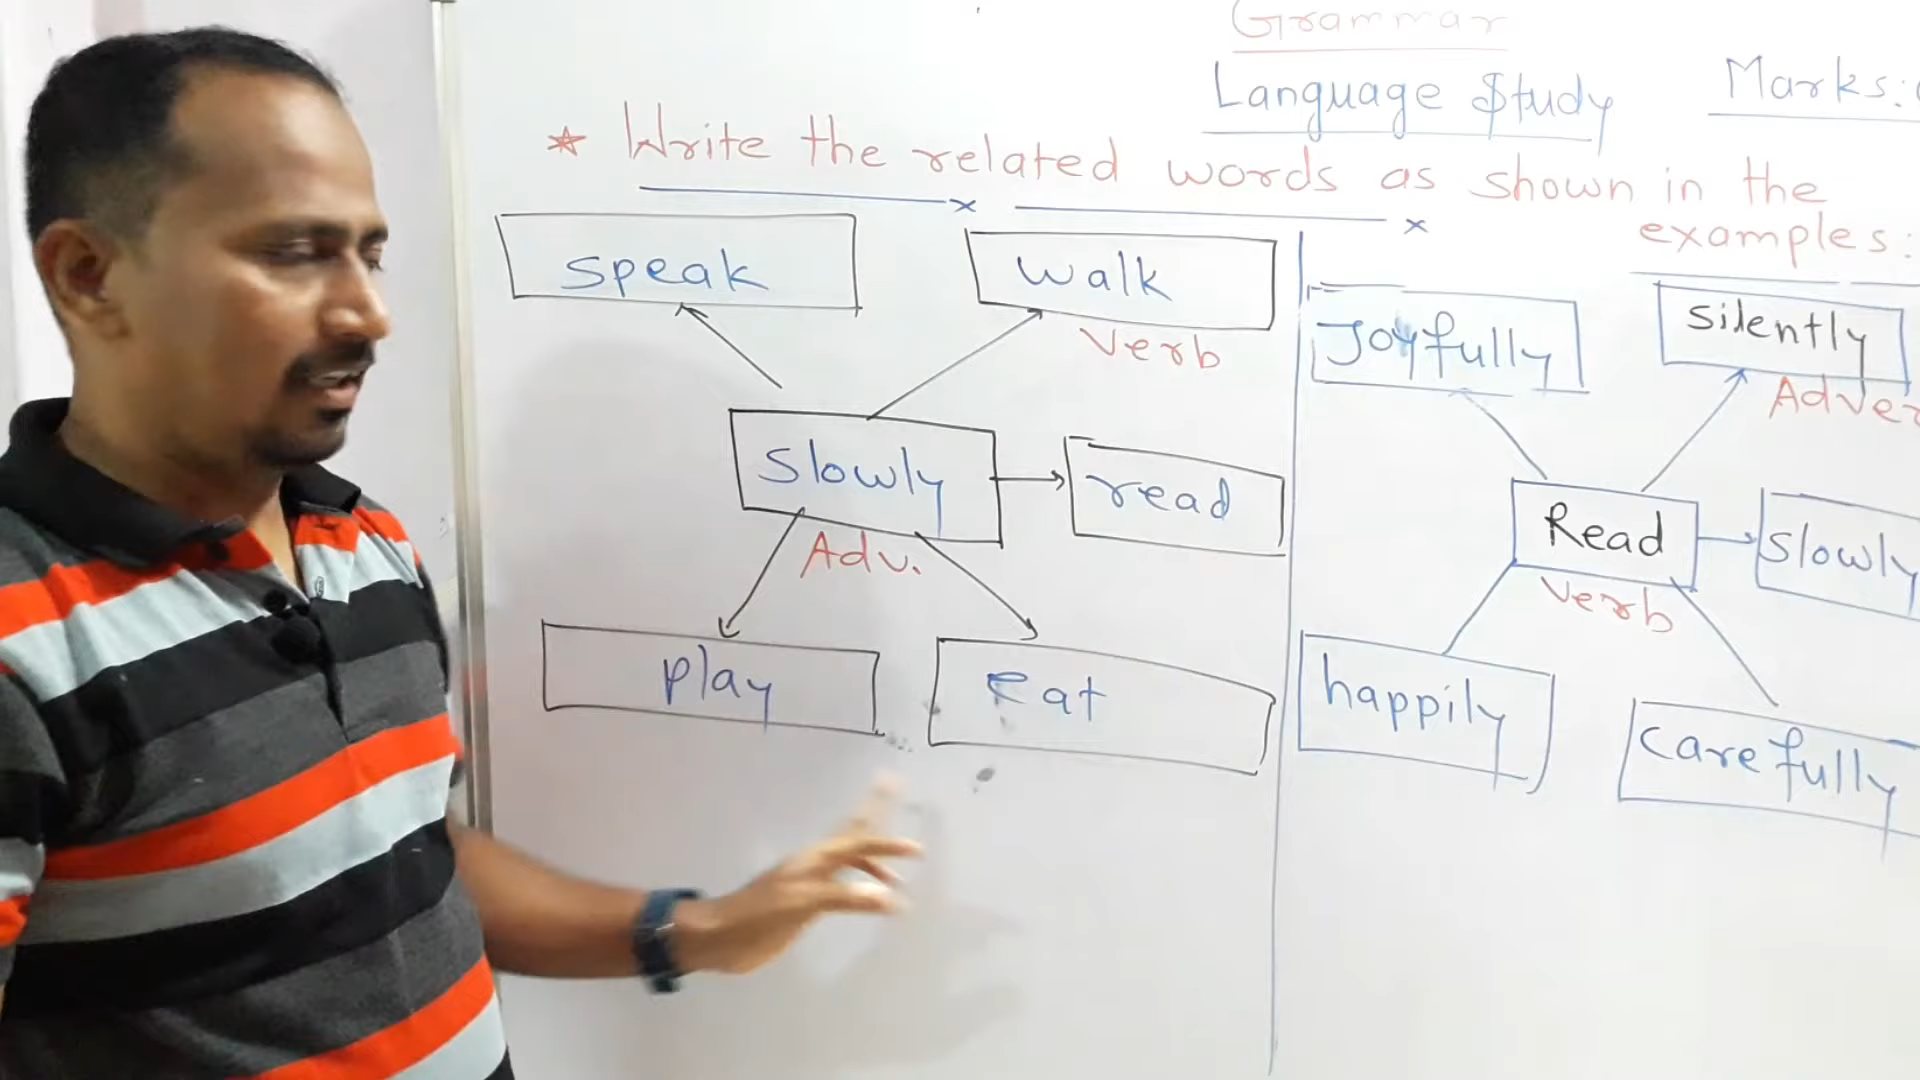 Grammar
Language Study
Marks:
* Write the related words as shown in the
examples:
speak
walk
Verb
slowly
Adv.
read
play
eat
Joyfully
silently
Read
Verb
slowly
happily
carefully